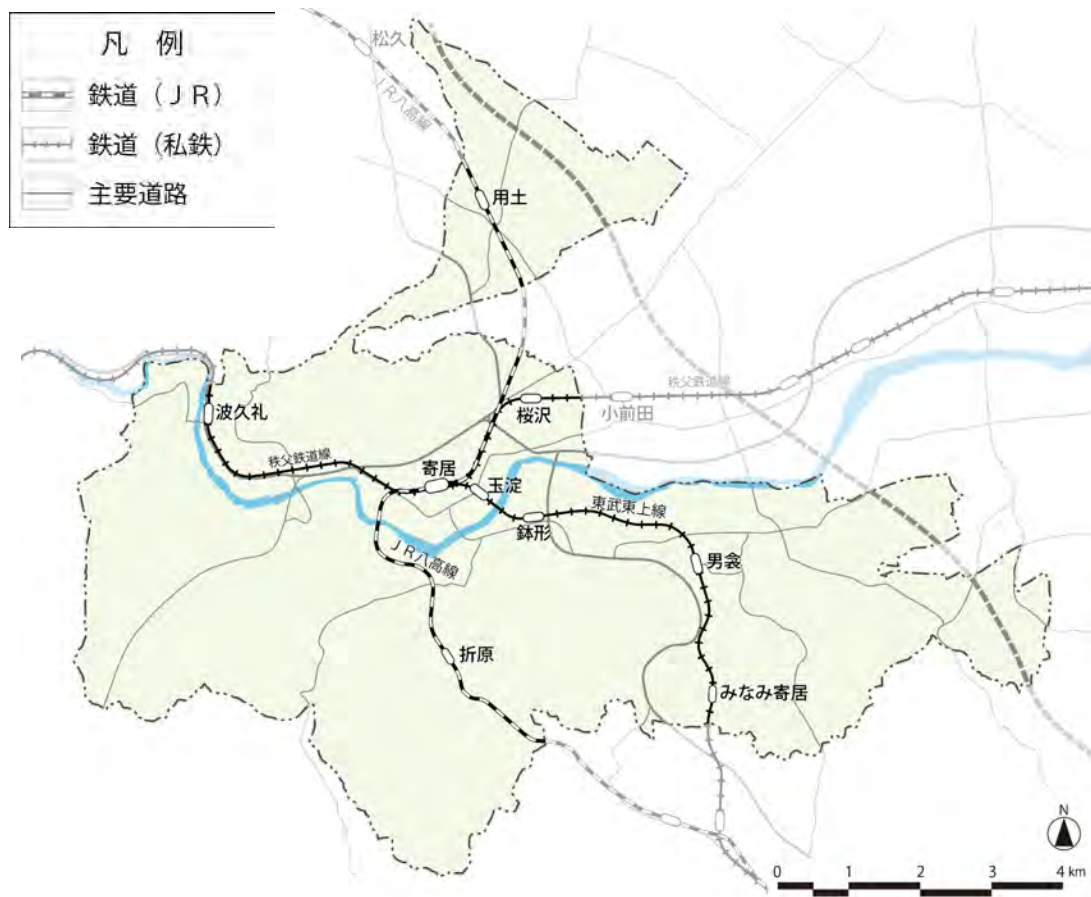 凡 例
鉄道（ＪＲ）
鉄道（私鉄）
主要道路
松久
ＪＲ八高線
用土
波久礼
桜沢
小前田
秩父鉄道線
秩父鉄道線
寄居
玉淀
鉢形
東武東上線
男衾
ＪＲ八高線
折原
みなみ寄居
N
0 1 2 3 4 km